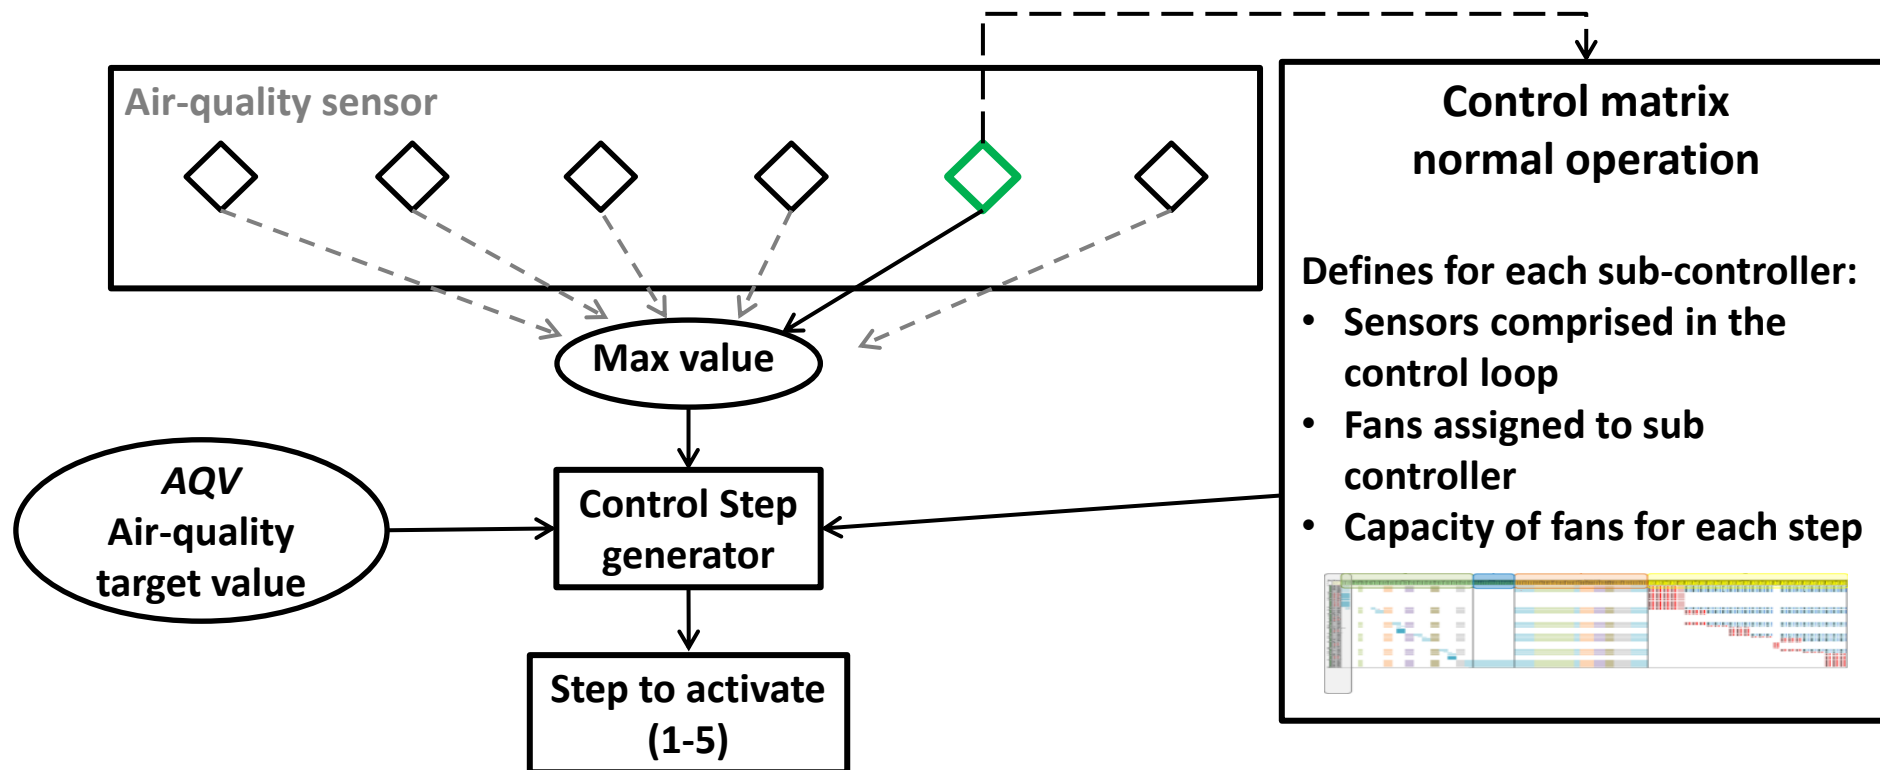 Air-quality sensor
Control matrix
normal operation
Defines for each sub-controller:
• Sensors comprised in the
control loop
• Fans assigned to sub
controller
• Capacity of fans for each step
Max value
AQV
Air-quality
target value
Control Step
generator
Step to activate
(1-5)